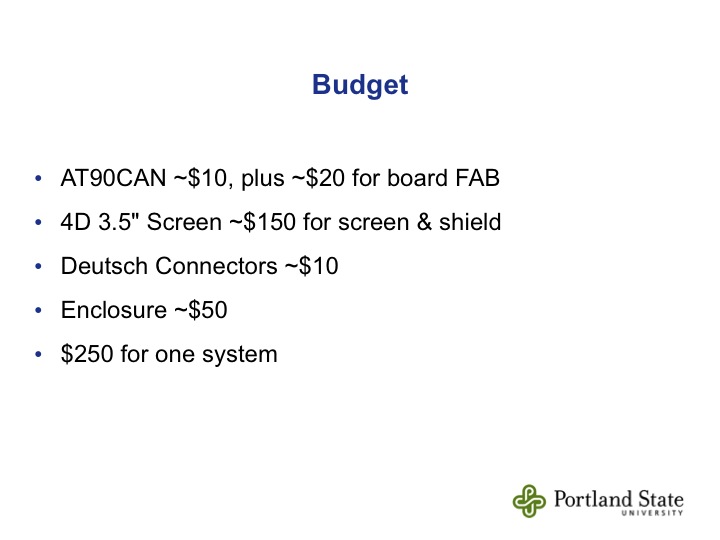 Budget
• AT90CAN ~$10, plus ~$20 for board FAB
• 4D 3.5" Screen ~$150 for screen & shield
• Deutsch Connectors ~$10
• Enclosure ~$50
• $250 for one system
Portland State
UNIVERSITY